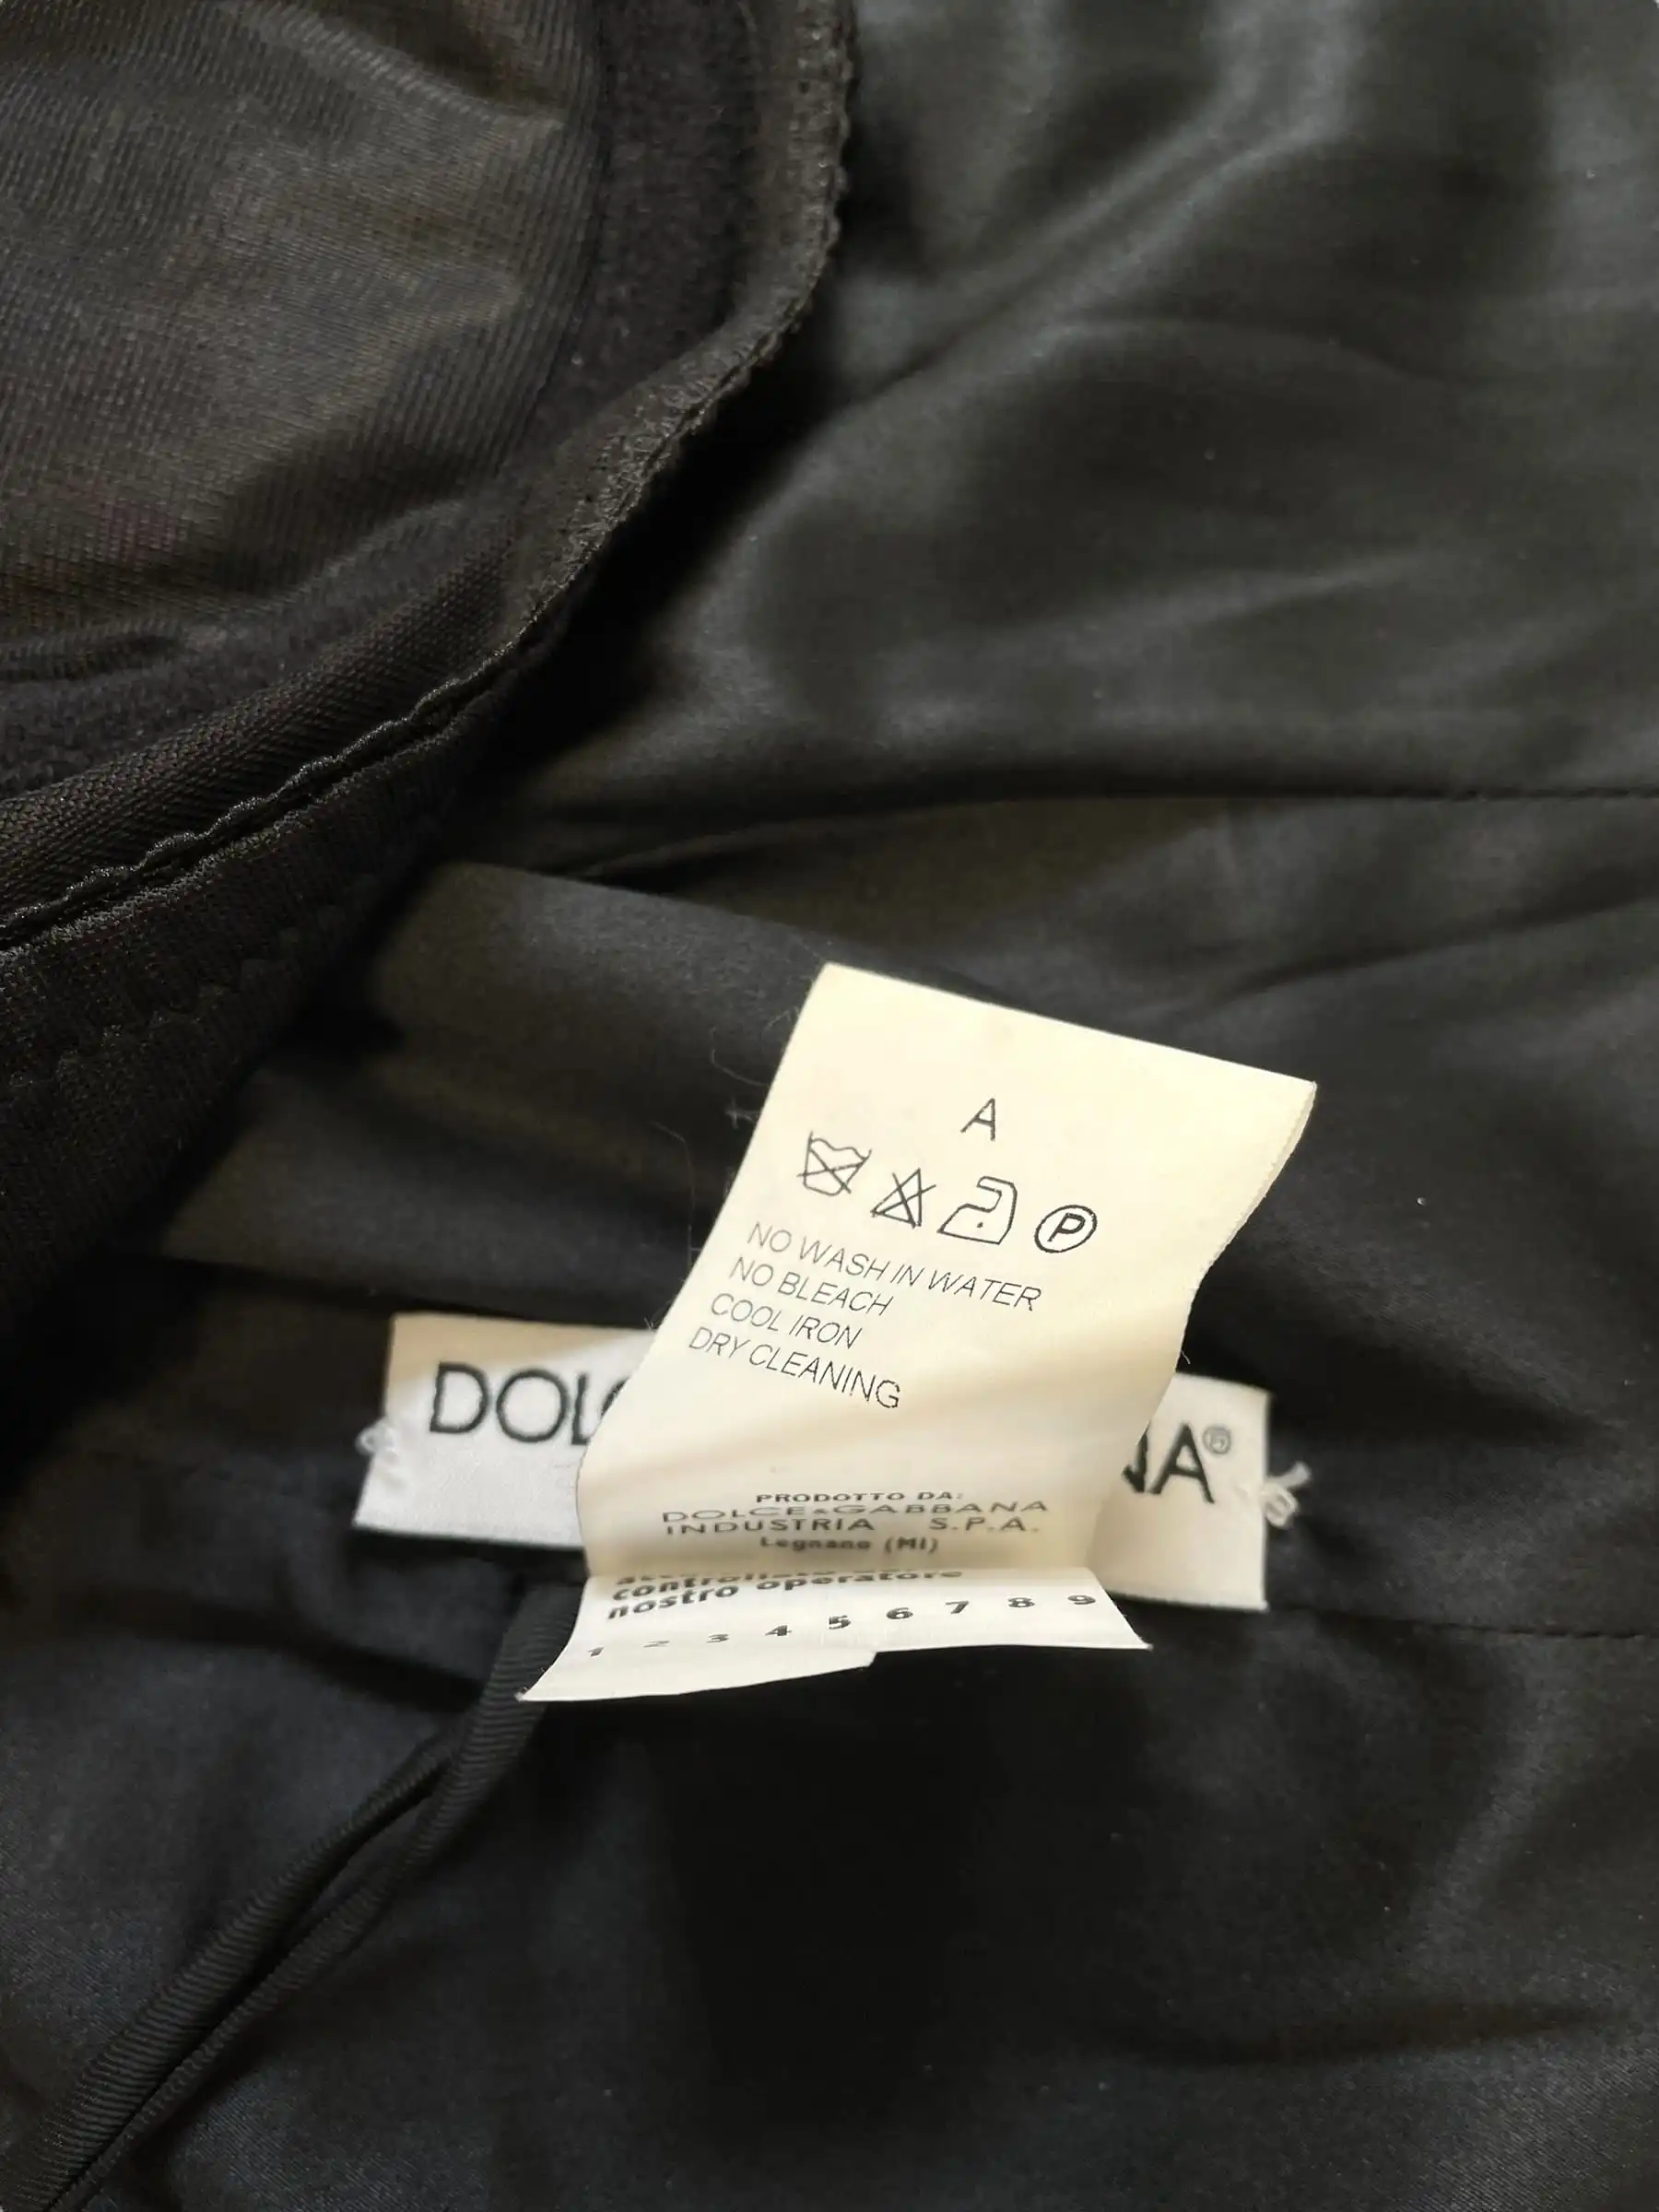 A
P
NO WASH IN WATER
NO BLEACH
COOL IRON
DRY CLEANING
DOL
NA®
PRODOTTO DA:
DOLCE&GABBANA
INDUSTRIA S.P.A.
Legnano (MI)
controllato
nostro operatore
1 2 3 4 5 6 7 8 9